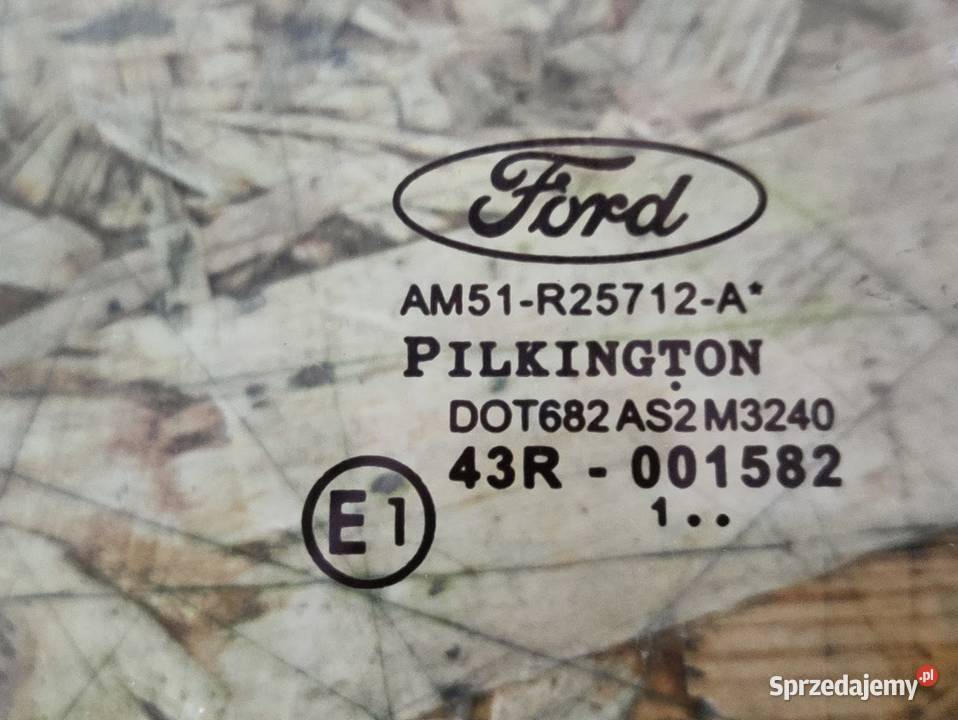 Ford
AM51-R25712-A*
PILKINGTON
DOT682 AS2 M3240
43R - 001582
E1
1..
Sprzedajemy.pl